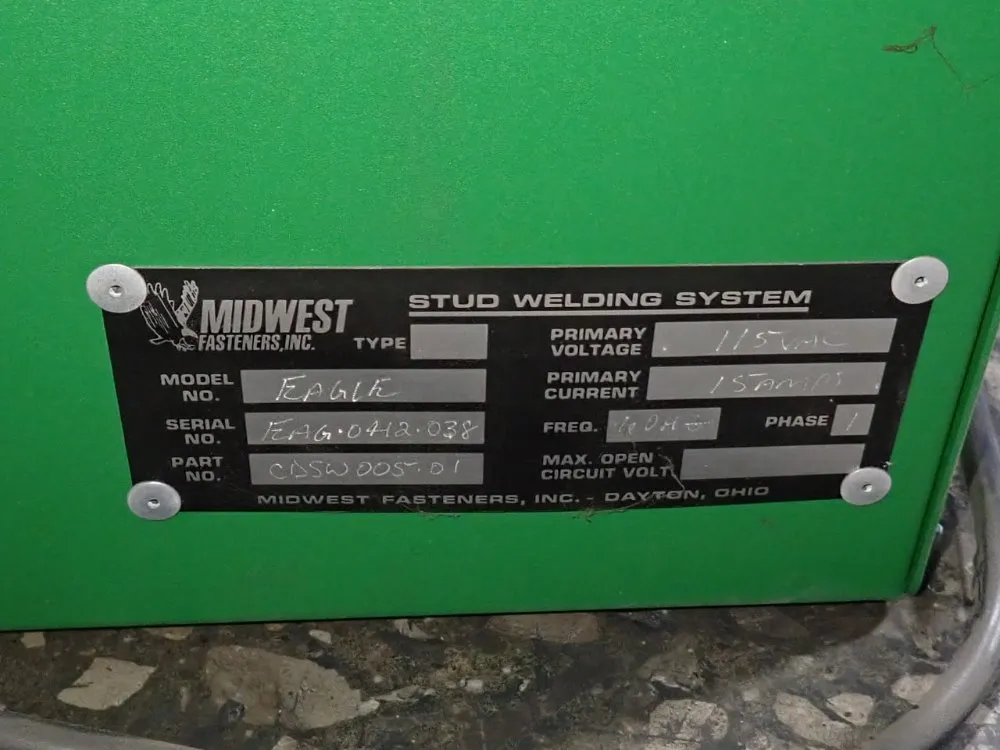 MIDWEST
FASTENERS, INC.
TYPE
MODEL NO. EAGLE
SERIAL NO. EAG·0412·038
PART NO. CDSW005·01
STUD WELDING SYSTEM
PRIMARY VOLTAGE 115VAC
PRIMARY CURRENT 15AMPS
FREQ. 60HZ PHASE 1
MAX. OPEN CIRCUIT VOLT
MIDWEST FASTENERS, INC. - DAYTON, OHIO